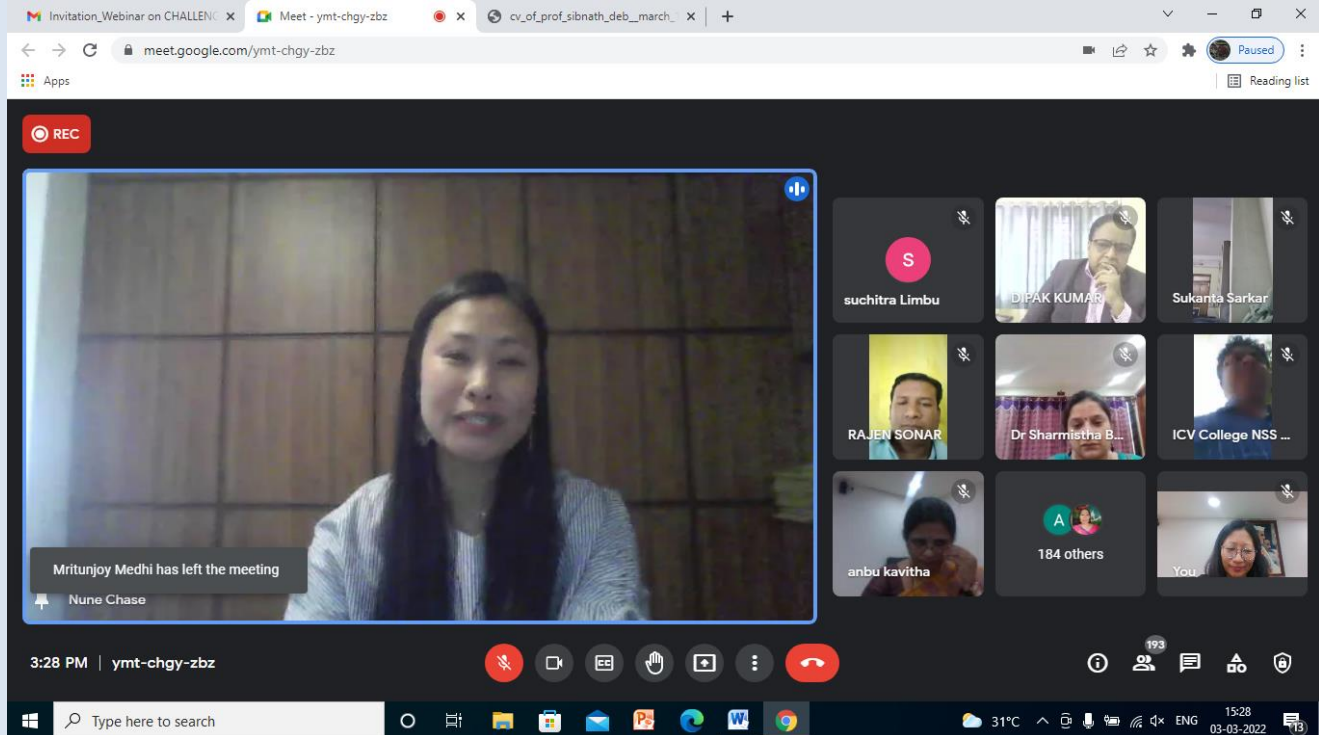 Invitation_Webinar on CHALLENG
Meet - ymt-chgy-zbz
cv_of_prof_sibnath_deb__march_
meet.google.com/ymt-chgy-zbz
Paused
Apps
Reading list
REC
S
suchitra Limbu
DIPAK KUMAR
Sukanta Sarkar
RAJEN SONAR
Dr Sharmistha B...
ICV College NSS ...
anbu kavitha
A
184 others
You
Mritunjoy Medhi has left the meeting
Nune Chase
3:28 PM | ymt-chgy-zbz
CC
193
Type here to search
31°C
ENG
15:28
03-03-2022
13